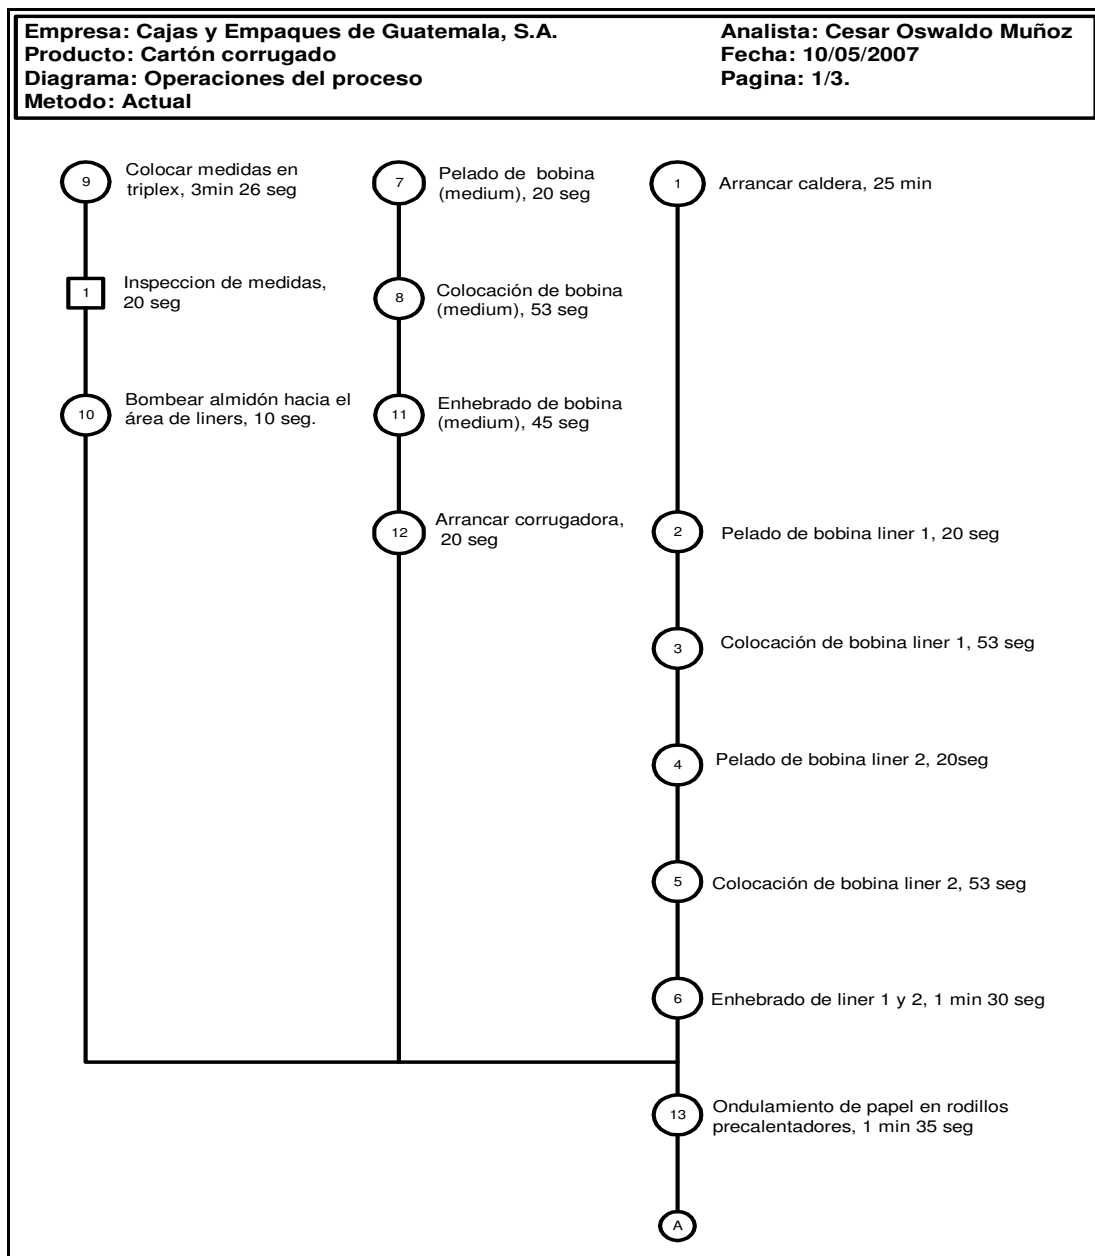 Empresa: Cajas y Empaques de Guatemala, S.A.
Producto: Cartón corrugado
Diagrama: Operaciones del proceso
Metodo: Actual
Analista: Cesar Oswaldo Muñoz
Fecha: 10/05/2007
Pagina: 1/3.
9
Colocar medidas en
triplex, 3min 26 seg
1
Inspeccion de medidas,
20 seg
10
Bombear almidón hacia el
área de liners, 10 seg.
7
Pelado de bobina
(medium), 20 seg
8
Colocación de bobina
(medium), 53 seg
11
Enhebrado de bobina
(medium), 45 seg
12
Arrancar corrugadora,
20 seg
1
Arrancar caldera, 25 min
2
Pelado de bobina liner 1, 20 seg
3
Colocación de bobina liner 1, 53 seg
4
Pelado de bobina liner 2, 20seg
5
Colocación de bobina liner 2, 53 seg
6
Enhebrado de liner 1 y 2, 1 min 30 seg
13
Ondulamiento de papel en rodillos
precalentadores, 1 min 35 seg
A